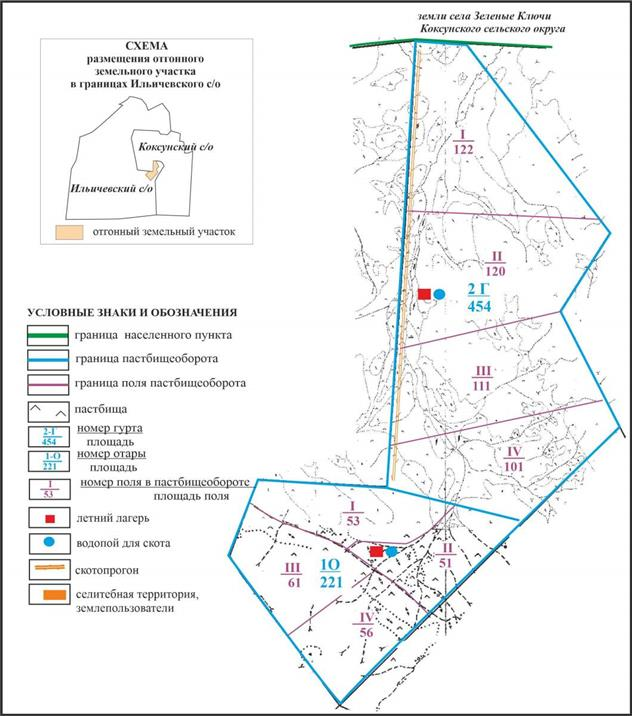 земли села Зеленые Ключи
Коксунского сельского округа
СХЕМА
размещения отгонного
земельного участка
в границах Ильичевского с/о
Коксунский с/о
Ильичевский с/о
отгонный земельный участок
УСЛОВНЫЕ ЗНАКИ И ОБОЗНАЧЕНИЯ
граница населенного пункта
граница пастбищеоборота
граница поля пастбищеоборота
пастбища
2-Г
454
номер гурта
площадь
1-О
221
номер отары
площадь
I
53
номер поля в пастбищеобороте
площадь поля
летний лагерь
водопой для скота
скотопрогон
селитебная территория,
землепользователи
I
122
II
120
2 Г
454
III
111
IV
101
I
53
II
51
III
61
1О
221
IV
56